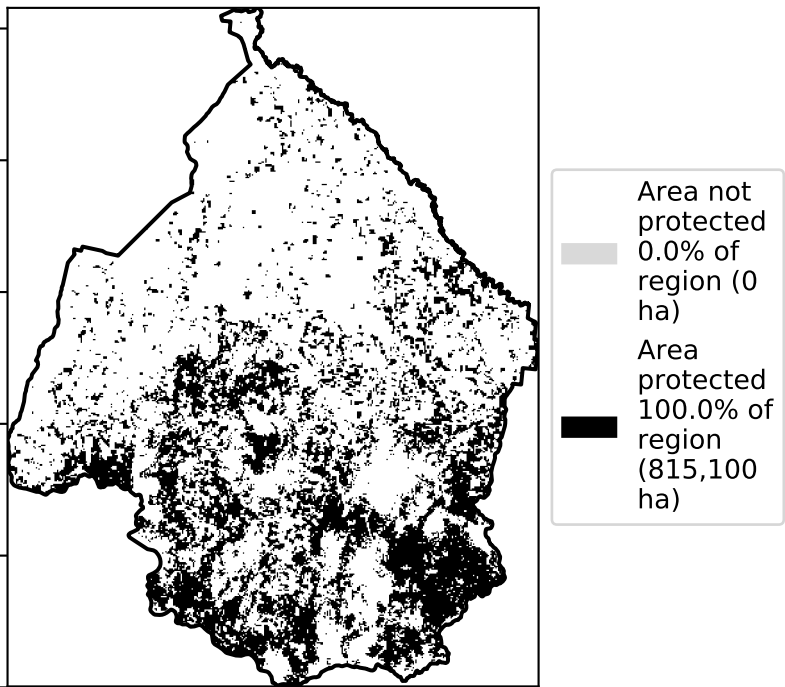 Area not
protected
0.0% of
region (0
ha)
Area
protected
100.0% of
region
(815,100
ha)